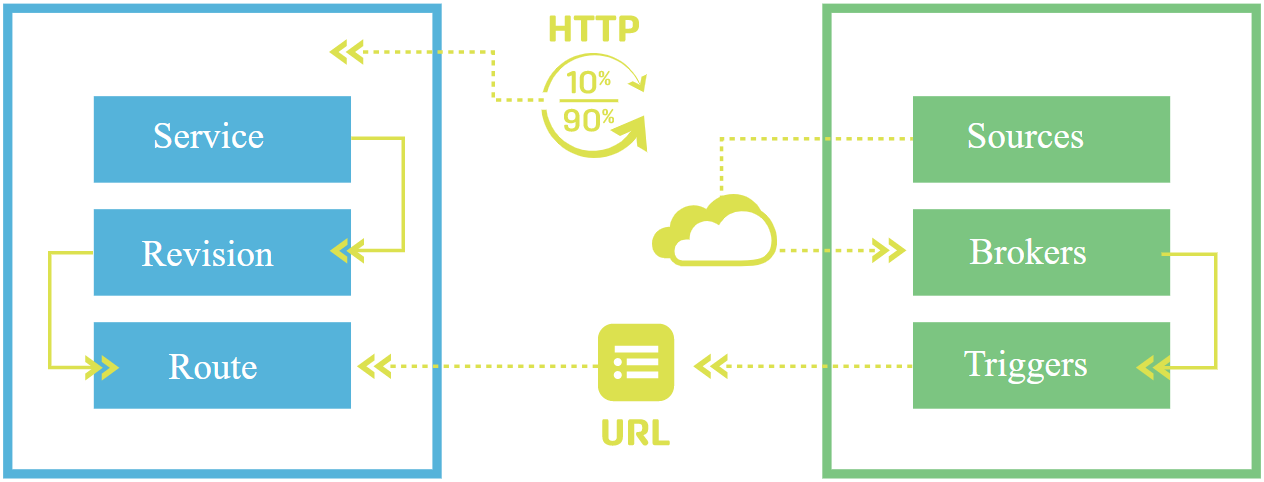 HTTP
10%
90%
Service
Revision
Route
URL
Sources
Brokers
Triggers